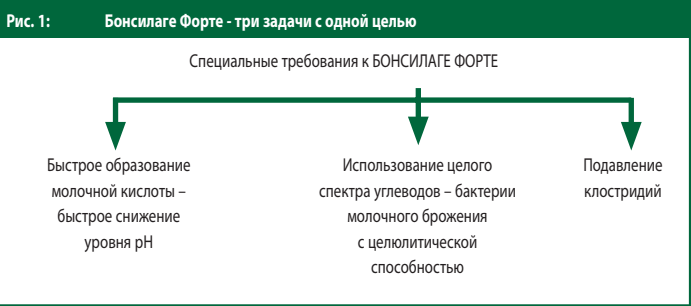 Рис. 1: Бонсилаге Форте - три задачи с одной целью
Специальные требования к БОНСИЛАГЕ ФОРТЕ
Быстрое образование
молочной кислоты –
быстрое снижение
уровня pH
Использование целого
спектра углеводов – бактерии
молочного брожения
с целюлитической
способностью
Подавление
клостридий